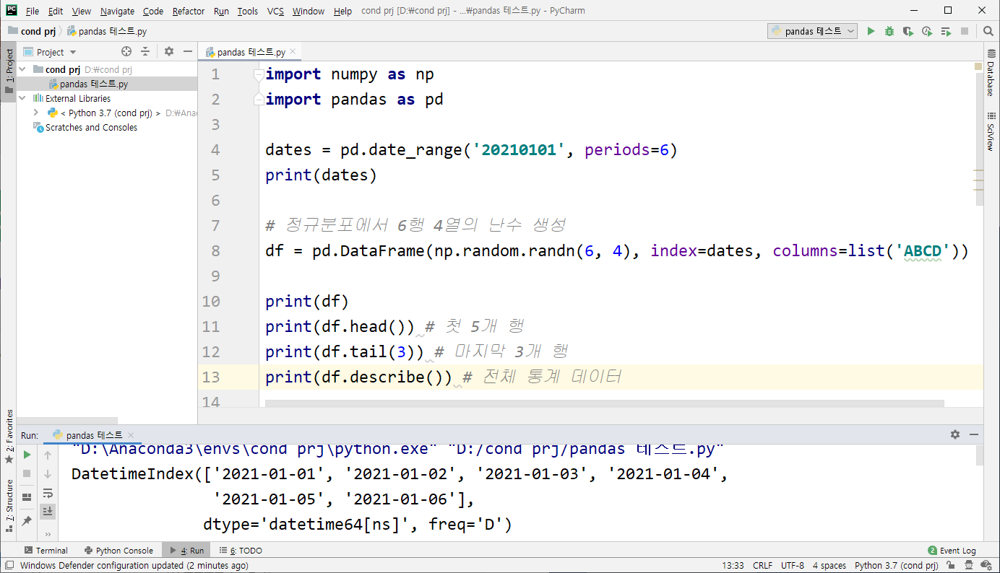 File Edit View Navigate Code Refactor Run Tools VCS Window Help cond prj [D:₩cond prj] - ...₩pandas 테스트.py - PyCharm
cond prj pandas 테스트.py
pandas 테스트
1: Project
Project
cond prj D:₩cond prj
pandas 테스트.py
External Libraries
< Python 3.7 (cond prj) > D:₩Ana
Scratches and Consoles
pandas 테스트.py
1 import numpy as np
2 import pandas as pd
3
4 dates = pd.date_range('20210101', periods=6)
5 print(dates)
6
7 # 정규분포에서 6행 4열의 난수 생성
8 df = pd.DataFrame(np.random.randn(6, 4), index=dates, columns=list('ABCD'))
9
10 print(df)
11 print(df.head()) # 첫 5개 행
12 print(df.tail(3)) # 마지막 3개 행
13 print(df.describe()) # 전체 통계 데이터
14
Database
SciView
2: Favorites
7: Structure
Run: pandas 테스트
"D:\Anaconda3\envs\cond prj\python.exe" "D:/cond prj/pandas 테스트.py"
DatetimeIndex(['2021-01-01', '2021-01-02', '2021-01-03', '2021-01-04',
'2021-01-05', '2021-01-06'],
dtype='datetime64[ns]', freq='D')
Terminal Python Console 4: Run 6: TODO 2 Event Log
Windows Defender configuration updated (2 minutes ago) 13:33 CRLF UTF-8 4 spaces Python 3.7 (cond prj)